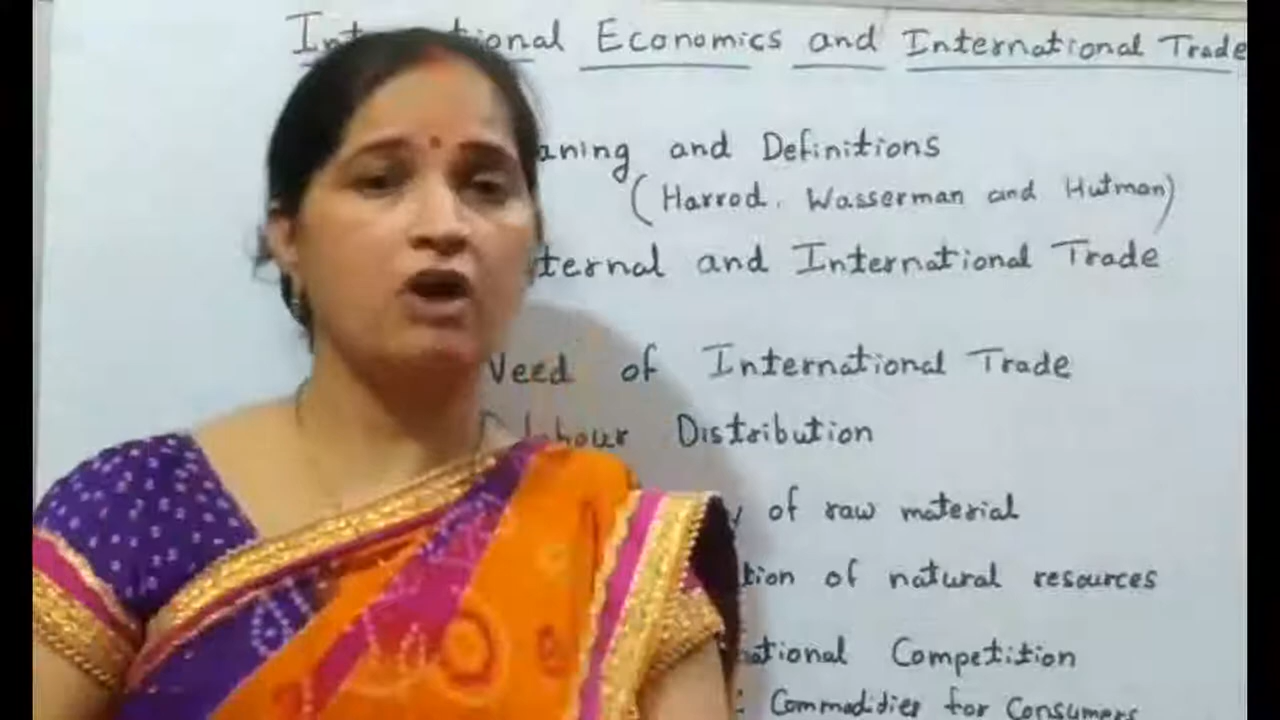 Economics and International Trade
and Definitions
(Harrod. Wasserman and Hutman)
and International Trade
of International Trade
Distribution
of raw material
of natural resources
Competition
Commodities for Consumers